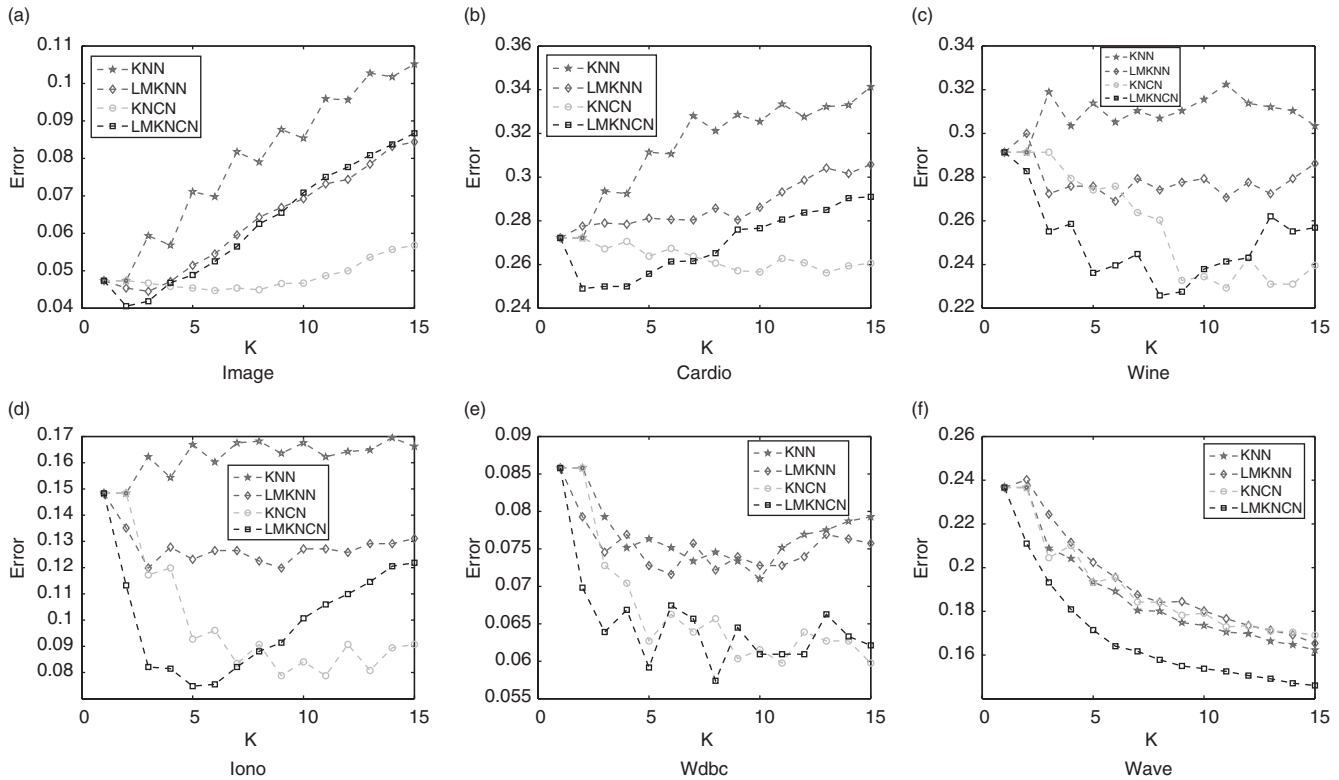 (a)
0.11
0.1
0.09
0.08
0.07
0.06
0.05
0.04
Error
KNN
LMKNN
KNCN
LMKNCN
0
5
10
15
K
Image
(b)
0.36
0.34
0.32
0.3
0.28
0.26
0.24
Error
KNN
LMKNN
KNCN
LMKNCN
0
5
10
15
K
Cardio
(c)
0.34
0.32
0.3
0.28
0.26
0.24
0.22
Error
KNN
LMKNN
KNCN
LMKNCN
0
5
10
15
K
Wine
(d)
0.17
0.16
0.15
0.14
0.13
0.12
0.11
0.1
0.09
0.08
Error
KNN
LMKNN
KNCN
LMKNCN
0
5
10
15
K
Iono
(e)
0.09
0.085
0.08
0.075
0.07
0.065
0.06
0.055
Error
KNN
LMKNN
KNCN
LMKNCN
0
5
10
15
K
Wdbc
(f)
0.26
0.24
0.22
0.2
0.18
0.16
Error
KNN
LMKNN
KNCN
LMKNCN
0
5
10
15
K
Wave